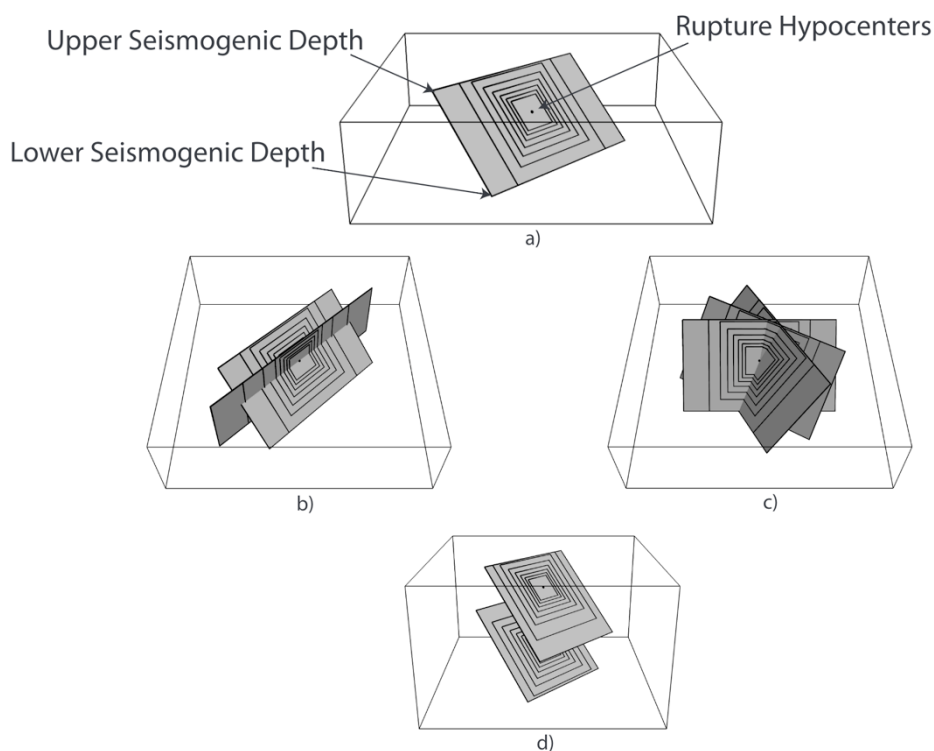 Rupture Hypocenters
Upper Seismogenic Depth
Lower Seismogenic Depth
a)
b)
c)
d)